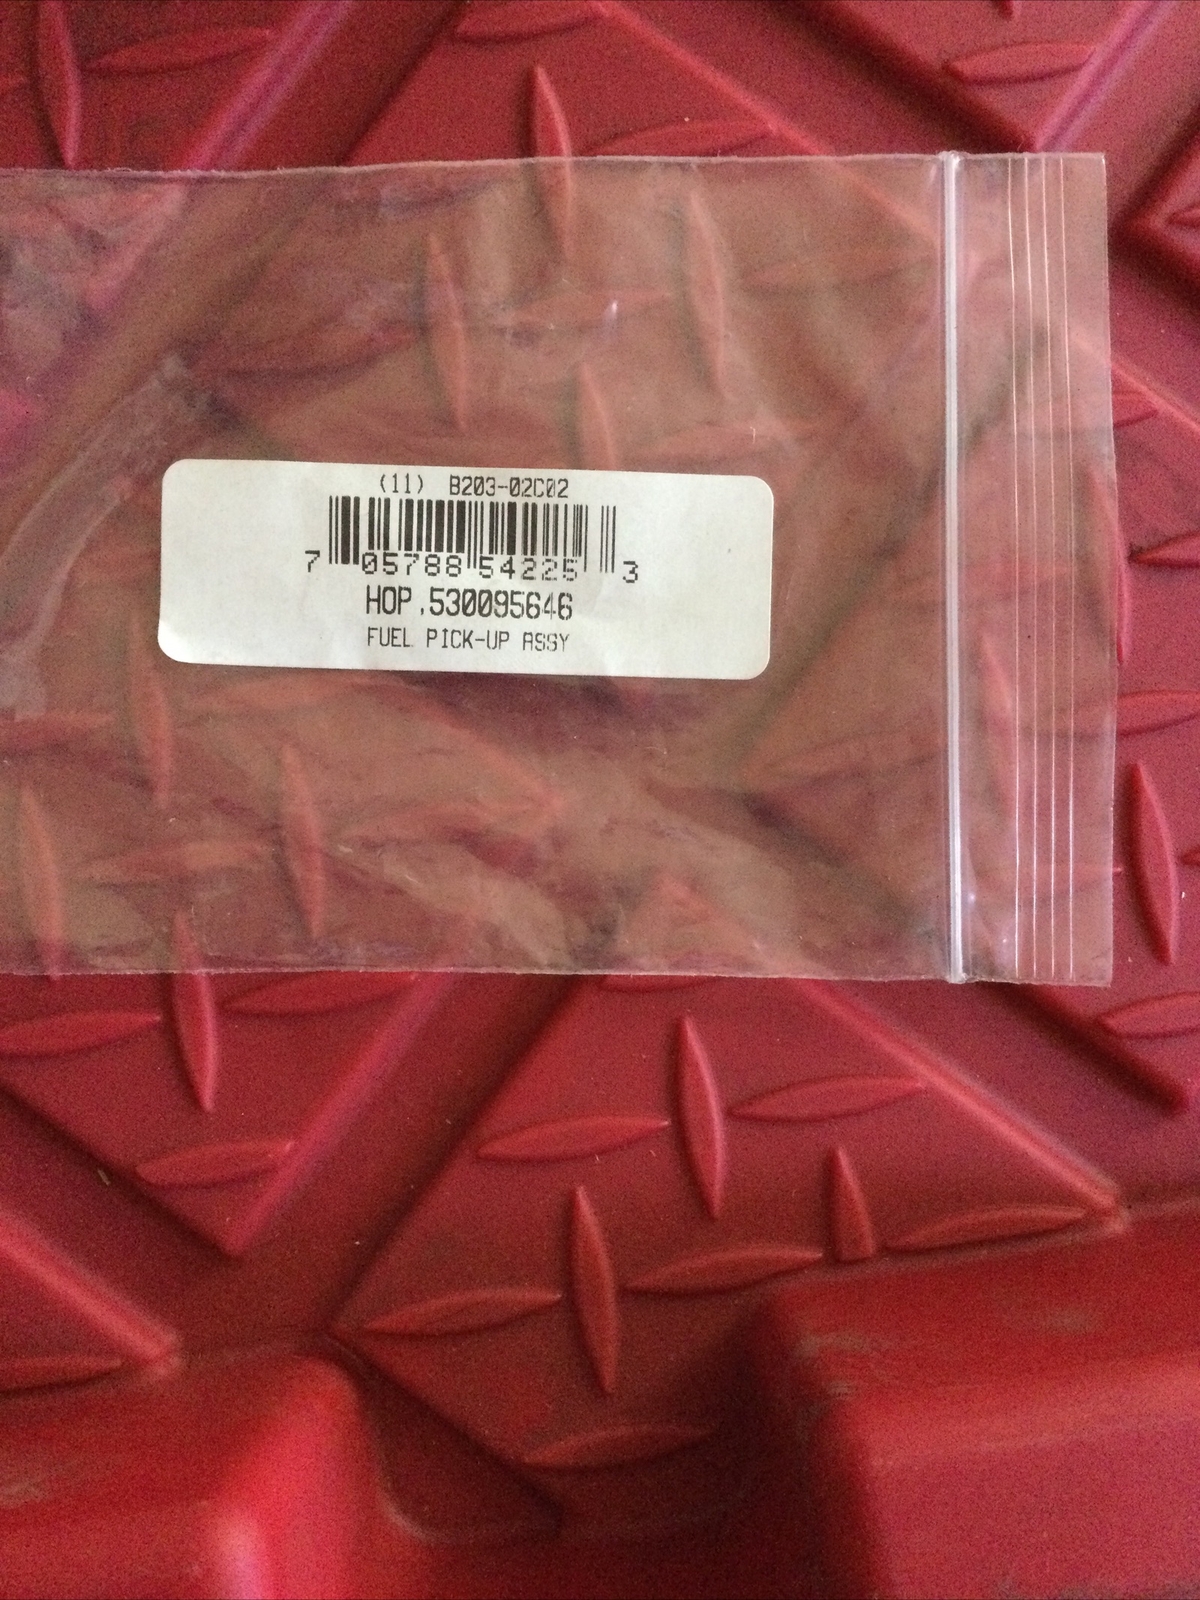 (11) B203-02C02
7 05788 54225 3
HOP.530095646
FUEL PICK-UP ASSY